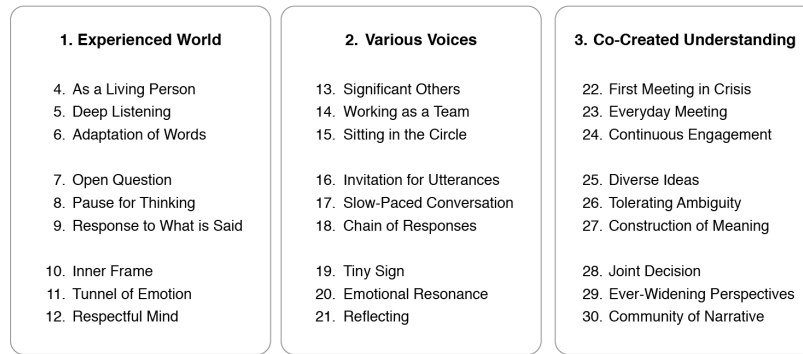 1. Experienced World
4. As a Living Person
5. Deep Listening
6. Adaptation of Words
7. Open Question
8. Pause for Thinking
9. Response to What is Said
10. Inner Frame
11. Tunnel of Emotion
12. Respectful Mind
2. Various Voices
13. Significant Others
14. Working as a Team
15. Sitting in the Circle
16. Invitation for Utterances
17. Slow-Paced Conversation
18. Chain of Responses
19. Tiny Sign
20. Emotional Resonance
21. Reflecting
3. Co-Created Understanding
22. First Meeting in Crisis
23. Everyday Meeting
24. Continuous Engagement
25. Diverse Ideas
26. Tolerating Ambiguity
27. Construction of Meaning
28. Joint Decision
29. Ever-Widening Perspectives
30. Community of Narrative